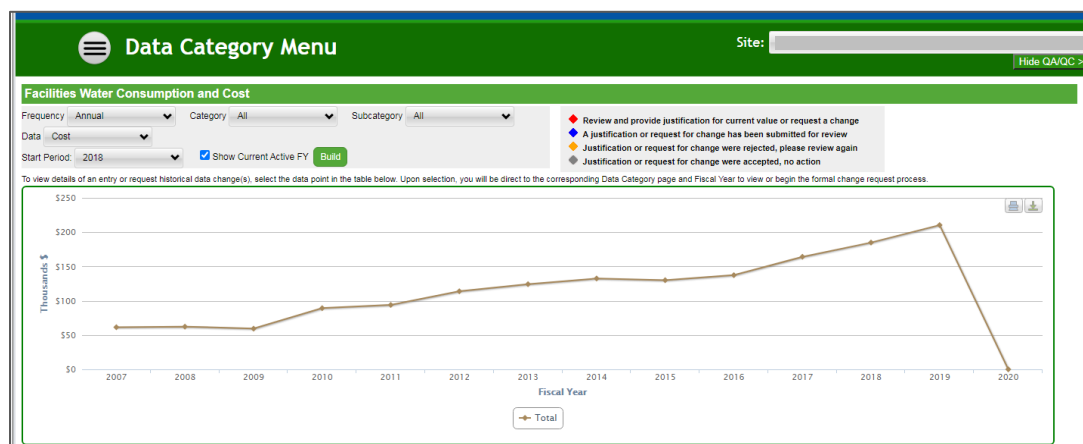 Data Category Menu
Site:
Hide QA/QC >
Facilities Water Consumption and Cost
Frequency Annual Category All Subcategory All
Data Cost
Start Period: 2018 Show Current Active FY Build
Review and provide justification for current value or request a change
A justification or request for change has been submitted for review
Justification or request for change were rejected, please review again
Justification or request for change were accepted, no action
To view details of an entry or request historical data change(s), select the data point in the table below. Upon selection, you will be direct to the corresponding Data Category page and Fiscal Year to view or begin the formal change request process.
Thousands $
$250
$200
$150
$100
$50
$0
2007 2008 2009 2010 2011 2012 2013 2014 2015 2016 2017 2018 2019 2020
Fiscal Year
Total